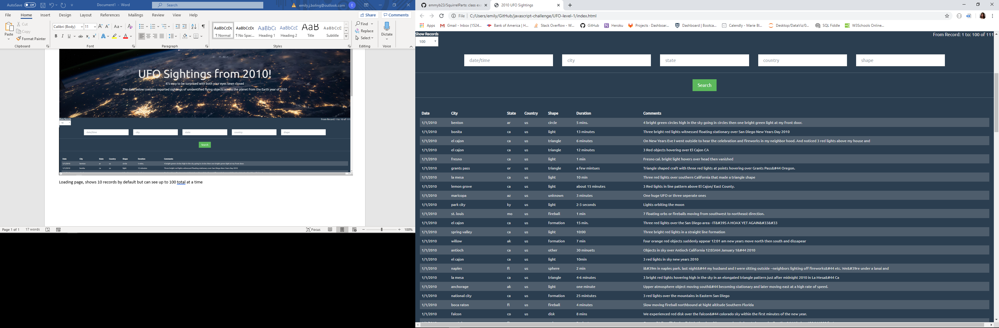 AutoSave Off Document1 - Word Search emily.j.boling@outlook.com E
File Home Insert Design Layout References Mailings Review View Help Share Comments
Paste Cut Copy Format Painter
Calibri (Body) 11
AaBbCcDc AaBbCcDc AaBbCc AaBbCcD AaB AaBbCcD
¶ Normal ¶ No Spac... Heading 1 Heading 2 Title Subtitle
Find Replace Select Dictate
Clipboard Font Paragraph Styles Editing Voice
UFO Sightings from 2010!
It's easy to be surprised with both your eyes sewn closed
The data below contains reported sightings of unidentified flying objects across the planet from the Earth year of 2010
Show Records From Record: 1 to: 10 of 111
10
date/time city state country shape
Search
Date City State Country Shape Duration Comments
1/1/2010 benton ar us circle 5 mins. 4 bright green circles high in the sky going in circles then one bright green light at my front door.
1/1/2010 bonita ca us light 13 minutes Three bright red lights witnessed floating stationary over San Diego New Years Day 2010
Loading page, shows 10 records by default but can see up to 100 total at a time
Page 1 of 1 17 words Focus 100%
emmyb23/SquirrelParts: class exa 2010 UFO Sightings
File C:/Users/emily/GitHub/javascript-challenge/UFO-level-1/index.html
Apps Gmail - Inbox (1524... Bank of America | H... Stack Overflow - W... GitHub Heroku Projects · Dashboar... Dashboard | Bootca... Calendly - Marie Bl... Desktop/DataViz/0... SQL Fiddle W3Schools Online...
Show Records From Record: 1 to: 100 of 111
100
date/time city state country shape
Search
Date City State Country Shape Duration Comments
1/1/2010 benton ar us circle 5 mins. 4 bright green circles high in the sky going in circles then one bright green light at my front door.
1/1/2010 bonita ca us light 13 minutes Three bright red lights witnessed floating stationary over San Diego New Years Day 2010
1/1/2010 el cajon ca us triangle 6 minutes On New Years Eve I went outside to hear the celebration and fireworks in my neighbor hood. And noticed 3 red lights above my house and
1/1/2010 el cajon ca us triangle 12 minutes 3 Red objects hovering over El Cajon CA
1/1/2010 fresno ca us light 1 min Fresno cal. bright light hovers over head then vanished
1/1/2010 grants pass or us triangle a few mintues Triangle shaped craft with three red lights at points hovering over Grants Pass&#44 Oregon.
1/1/2010 la mesa ca us light 10 min Three red lights over southern California that made a triangle shape
1/1/2010 lemon grove ca us light about 15 minutes 3 Red lights in line pattern above El Cajon/ East County.
1/1/2010 maricopa az us unknown 3 minutes One huge UFO or three seperate ones
1/1/2010 park city ky us light 2-3 seconds Lights orbiting the moon
1/1/2010 st. louis mo us fireball 1 min 7 floating orbs or fireballs moving from southwest to northeast direction.
1/1/2010 el cajon ca us formation 15 min. Three red lights over the San Diego area - IT&#39S A HOAX YET AGAIN&#33&#33
1/1/2010 spring valley ca us light 10:00 Three bright red lights in a straight line formation
1/1/2010 willow ak us formation 7 min four orange red objects suddenly appear 12:01 am new years move north then south and dissapear
1/1/2010 antioch ca us other 30 minuets Objects in sky over Antioch California 12:03AM January 1&#44 2010
1/1/2010 el cajon ca us light 10min 3 red lights in sky new years 2010
1/1/2010 naples fl us sphere 2 min i&#39m in naples park. last night&#44 my husband and I were sitting outside --neighbors lighting off fireworks&#44 etc. We&#39re under a lanai and
1/1/2010 la mesa ca us triangle 4-6 minutes 3 bright red lights hovering high in the sky in an elongated triangle pattern just after midnight 2010 in La Mesa&#44 Ca
1/1/2010 anchorage ak us light one minute Upper atmosphere object moving south&#44 becoming stationary and later moving east at a high rate of speed.
1/1/2010 national city ca us formation 25 mintutes 3 red lights over the mountains in Eastern San Diego
1/1/2010 boca raton fl us fireball 4 minutes Slow moving fireball northbound at hight altitude Southern Florida
1/1/2010 falcon co us disk 8 mins We experienced red disk over the falcon&#44 colorado sky within the first minutes of the new year.